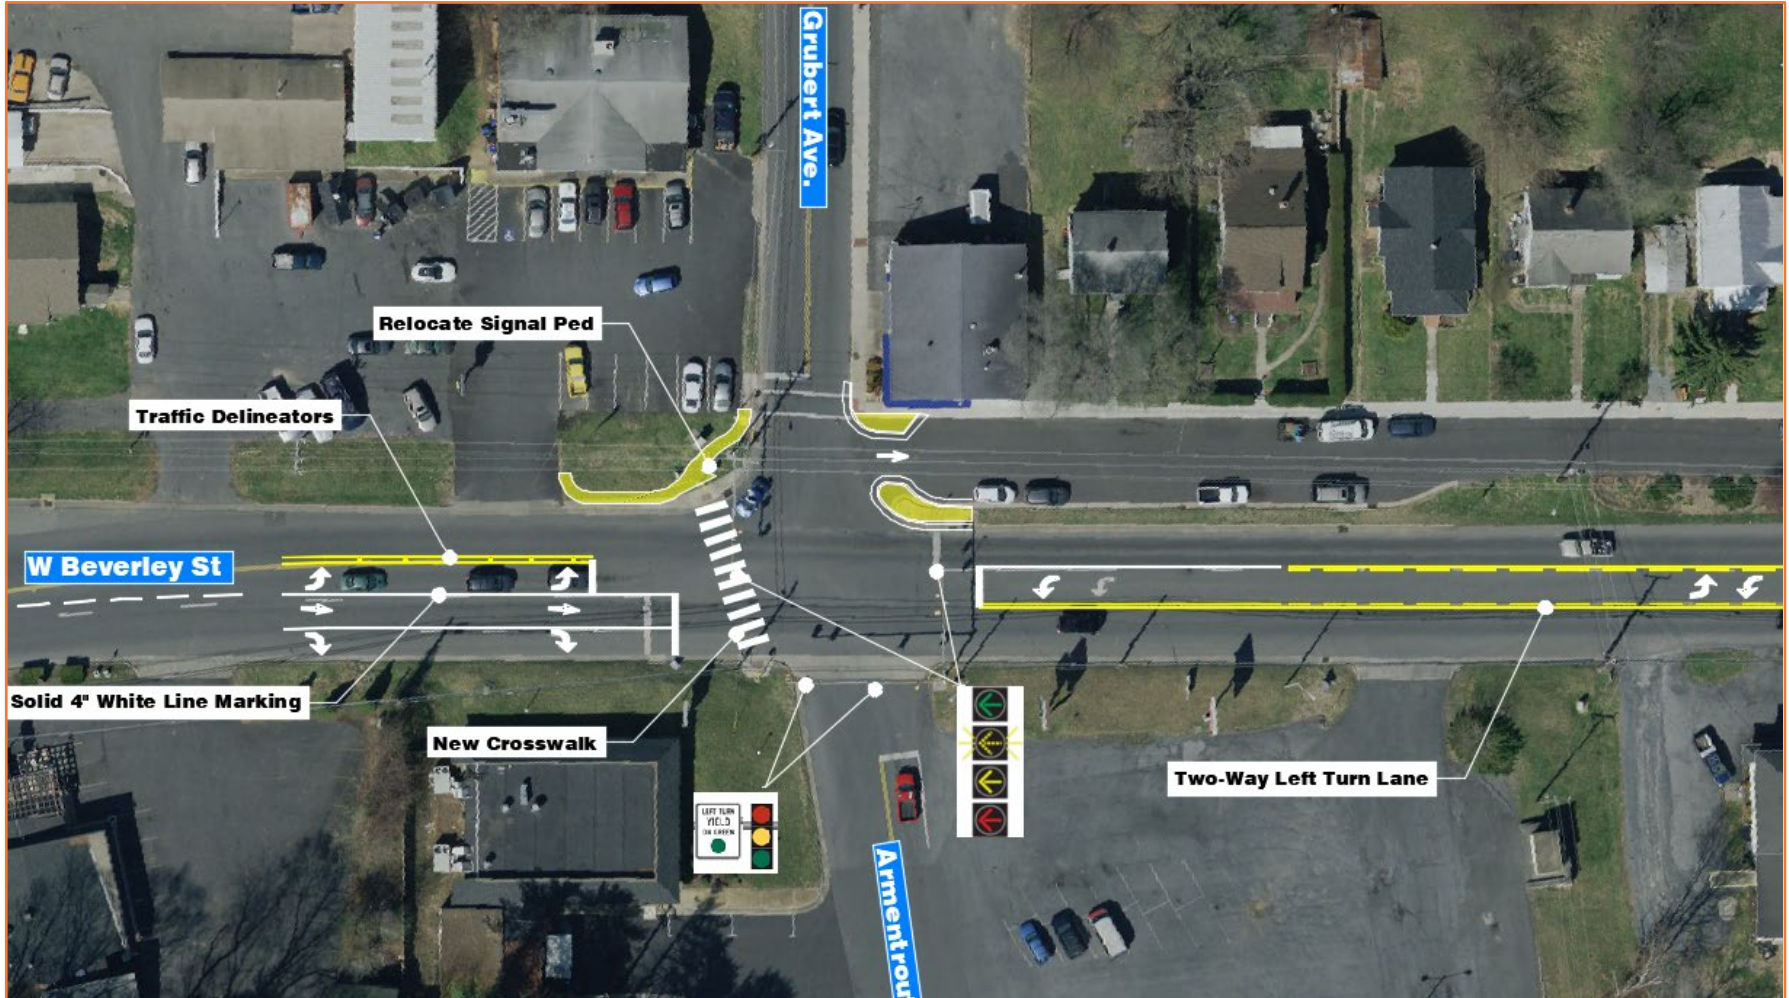 Grubert Ave.
Relocate Signal Ped
Traffic Delineators
W Beverley St
Solid 4" White Line Marking
New Crosswalk
Two-Way Left Turn Lane
LEFT TURN
YIELD
ON GREEN
Armentrou